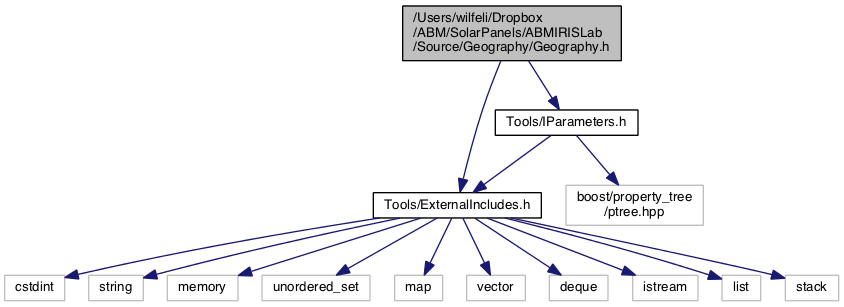 /Users/wilfeli/Dropbox
/ABM/SolarPanels/ABMIRISLab
/Source/Geography/Geography.h
Tools/IParameters.h
Tools/ExternalIncludes.h
boost/property_tree
/ptree.hpp
cstdint
string
memory
unordered_set
map
vector
deque
istream
list
stack